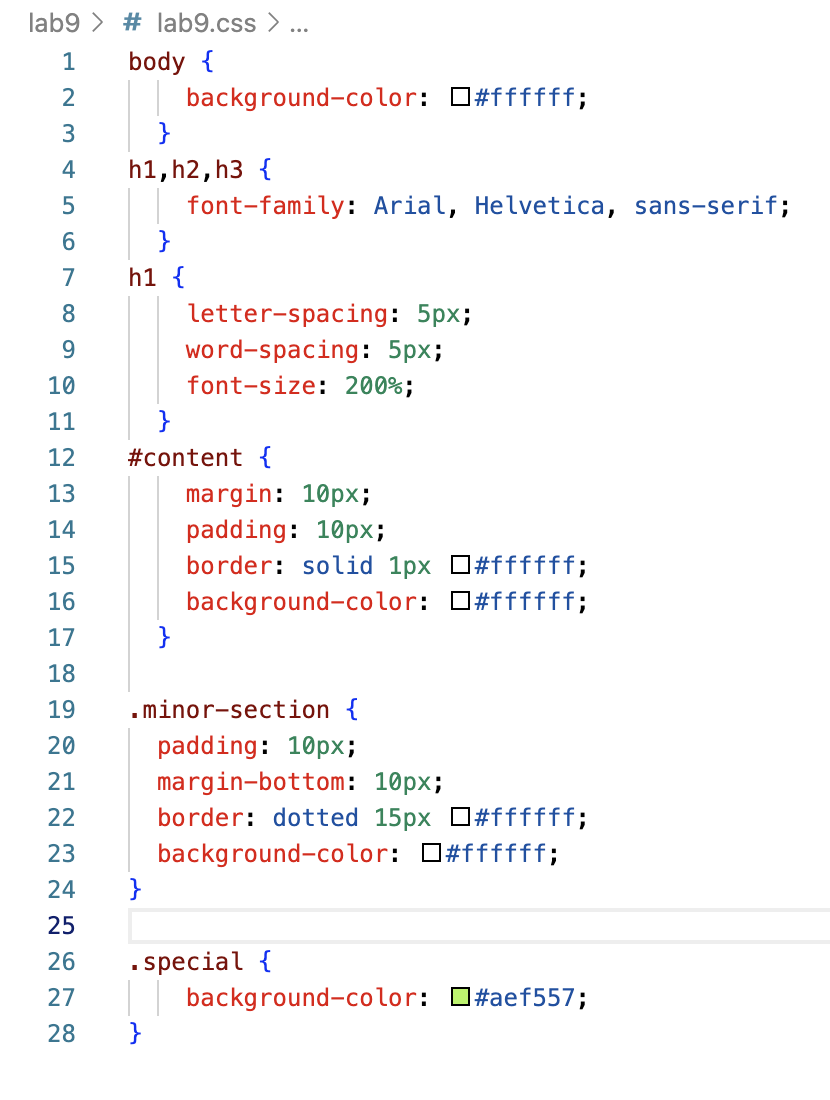 lab9 > # lab9.css > ...
1 body {
2 background-color: #ffffff;
3 }
4 h1,h2,h3 {
5 font-family: Arial, Helvetica, sans-serif;
6 }
7 h1 {
8 letter-spacing: 5px;
9 word-spacing: 5px;
10 font-size: 200%;
11 }
12 #content {
13 margin: 10px;
14 padding: 10px;
15 border: solid 1px #ffffff;
16 background-color: #ffffff;
17 }
18
19 .minor-section {
20 padding: 10px;
21 margin-bottom: 10px;
22 border: dotted 15px #ffffff;
23 background-color: #ffffff;
24 }
25
26 .special {
27 background-color: #aef557;
28 }